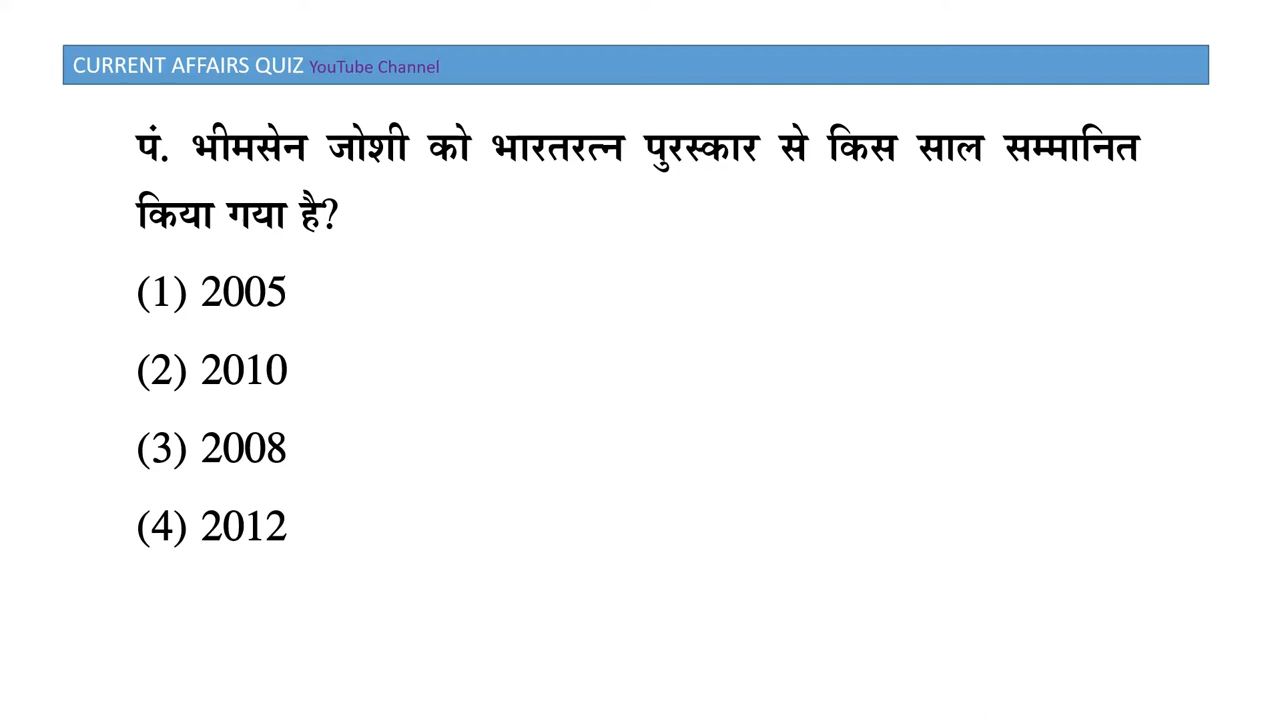 CURRENT AFFAIRS QUIZ YouTube Channel
पं. भीमसेन जोशी को भारतरत्न पुरस्कार से किस साल सम्मानित
किया गया है?
(1) 2005
(2) 2010
(3) 2008
(4) 2012